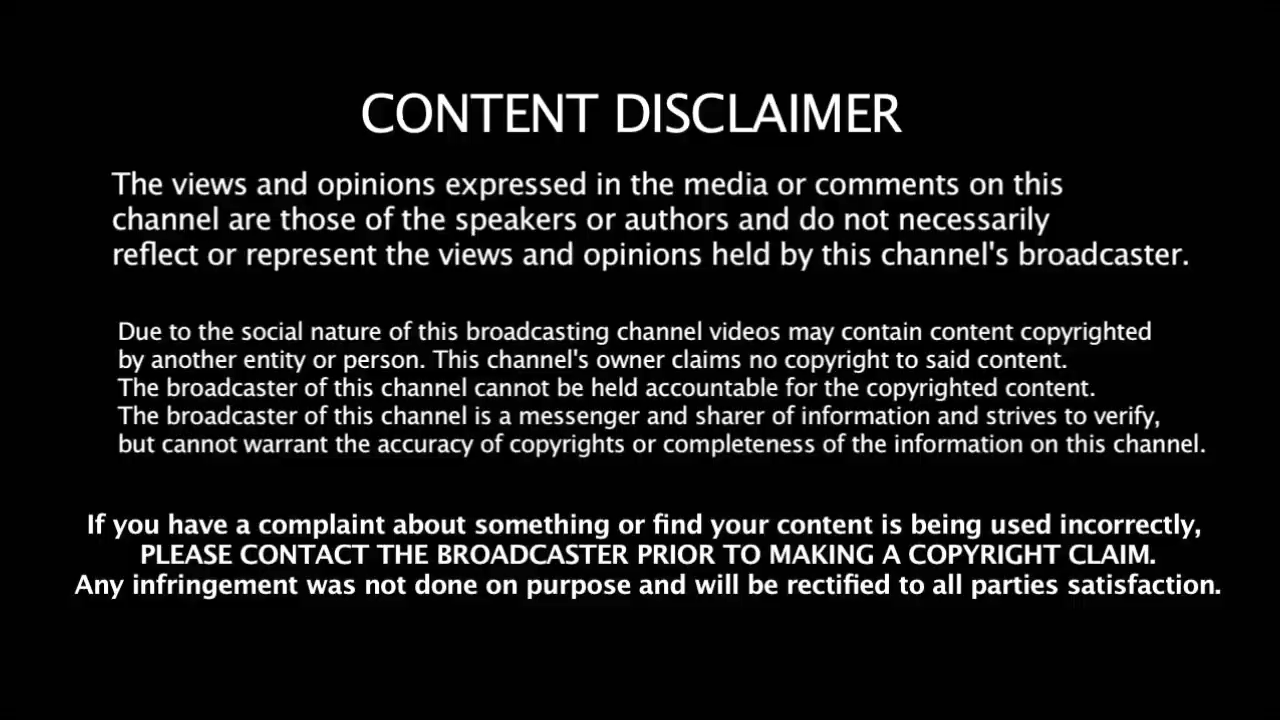 CONTENT DISCLAIMER
The views and opinions expressed in the media or comments on this
channel are those of the speakers or authors and do not necessarily
reflect or represent the views and opinions held by this channel's broadcaster.
Due to the social nature of this broadcasting channel videos may contain content copyrighted
by another entity or person. This channel's owner claims no copyright to said content.
The broadcaster of this channel cannot be held accountable for the copyrighted content.
The broadcaster of this channel is a messenger and sharer of information and strives to verify,
but cannot warrant the accuracy of copyrights or completeness of the information on this channel.
If you have a complaint about something or find your content is being used incorrectly,
PLEASE CONTACT THE BROADCASTER PRIOR TO MAKING A COPYRIGHT CLAIM.
Any infringement was not done on purpose and will be rectified to all parties satisfaction.